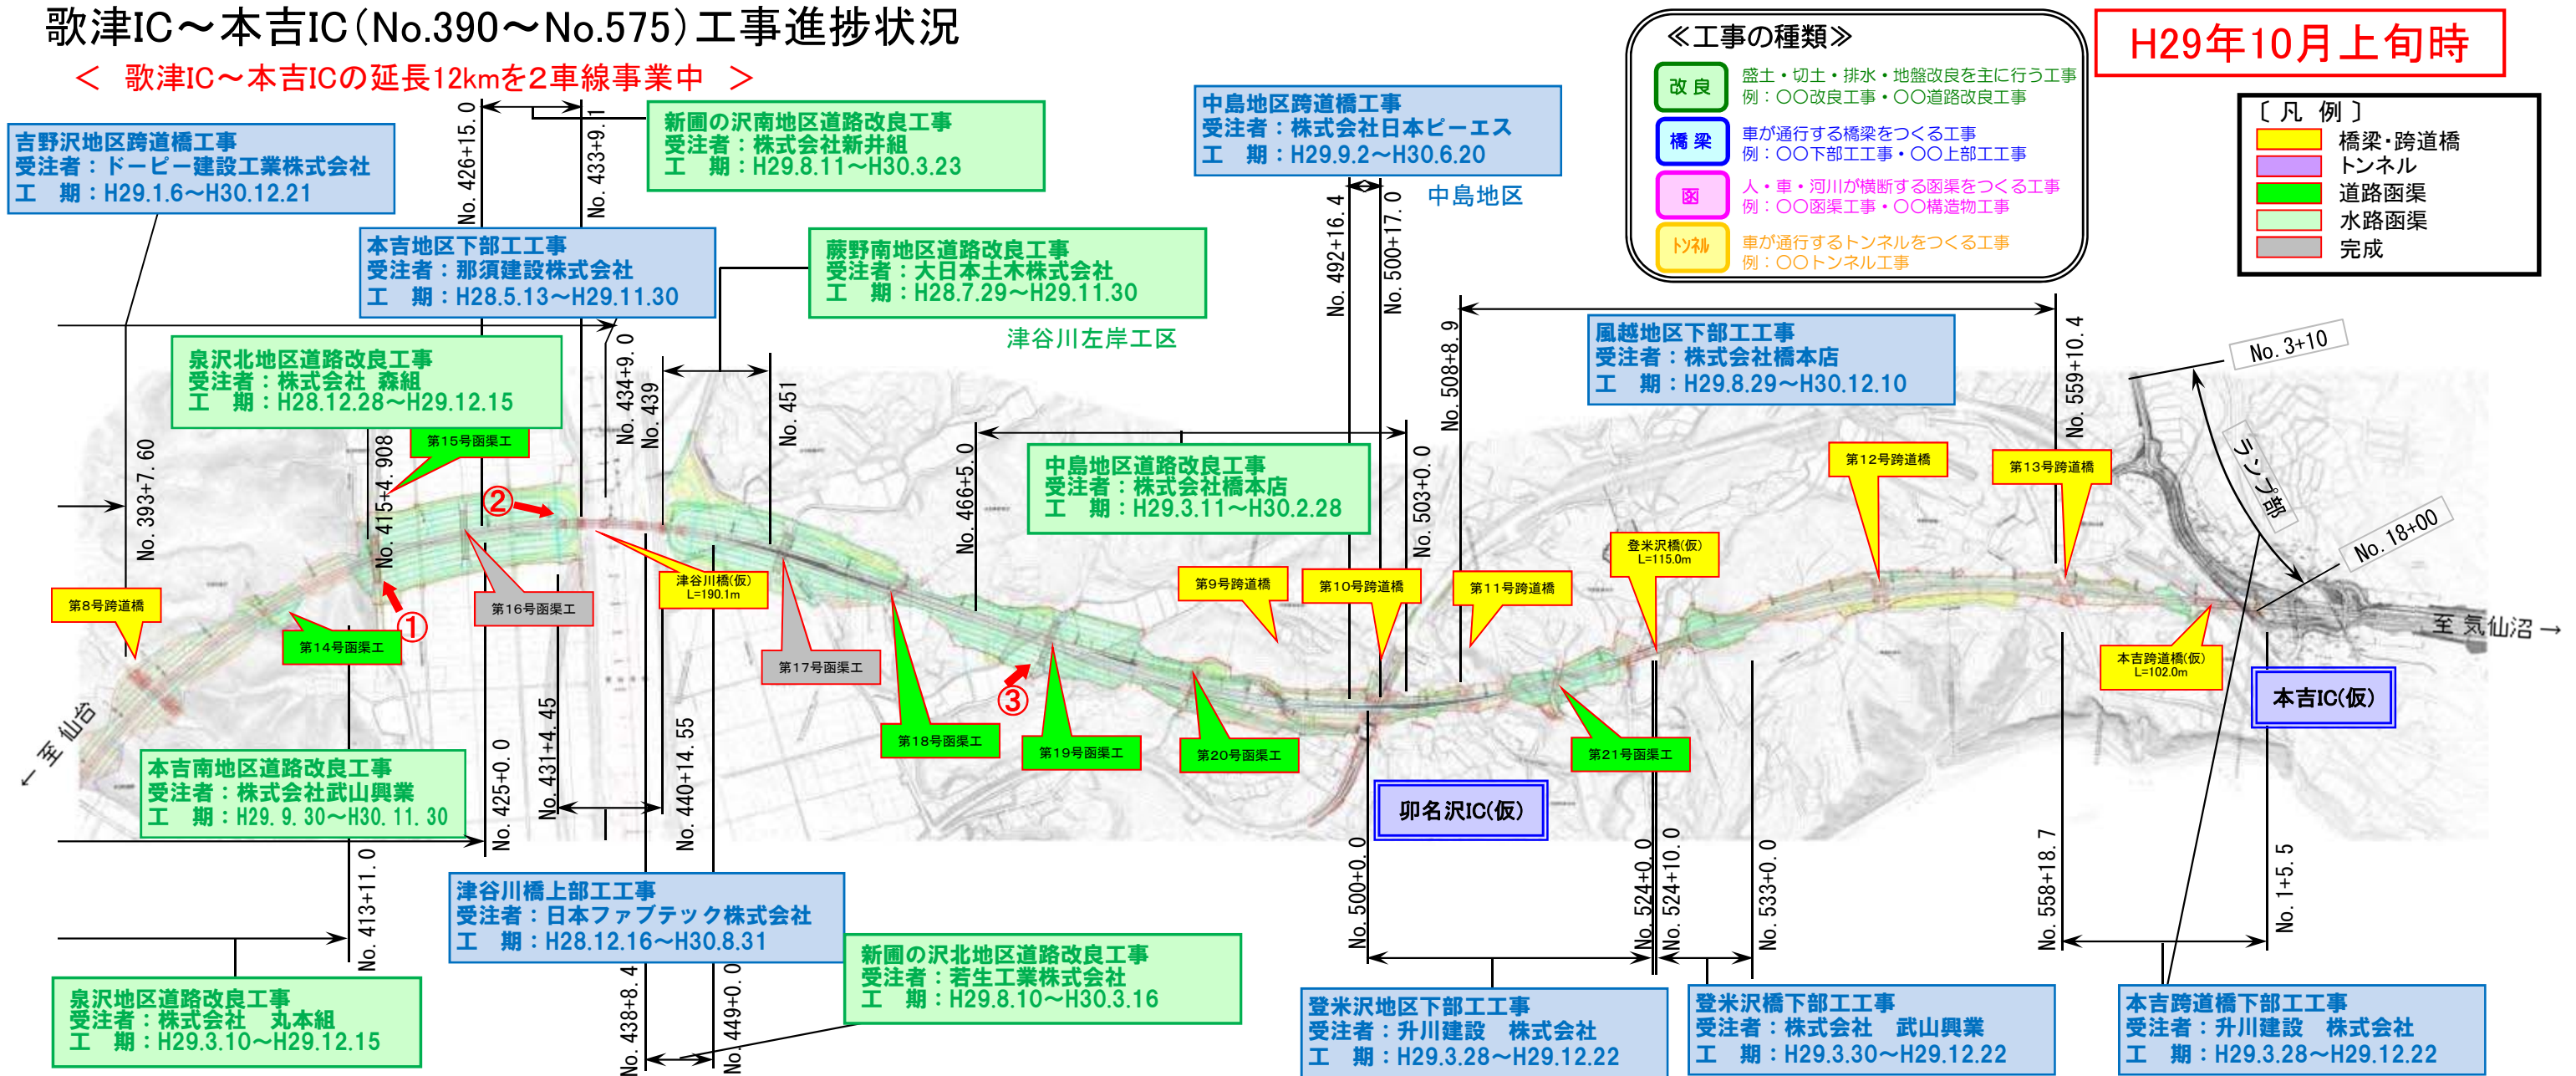 歌津IC～本吉IC（No.390～No.575）工事進捗状況
＜　歌津IC～本吉ICの延長12kmを２車線事業中　＞
H29年10月上旬時
≪工事の種類≫
改良
盛土・切土・排水・地盤改良を主に行う工事
例：〇〇改良工事・〇〇道路改良工事
橋梁
車が通行する橋梁をつくる工事
例：〇〇下部工工事・〇〇上部工工事
函
人・車・河川が横断する函渠をつくる工事
例：〇〇函渠工事・〇〇構造物工事
トンネル
車が通行するトンネルをつくる工事
例：〇〇トンネル工事
〔 凡 例 〕
橋梁・跨道橋
トンネル
道路函渠
水路函渠
完成
吉野沢地区跨道橋工事
受注者：ドーピー建設工業株式会社
工　期：H29.1.6～H30.12.21
No. 426+15.0
No. 433+9.1
新圃の沢南地区道路改良工事
受注者：株式会社新井組
工　期：H29.8.11～H30.3.23
中島地区跨道橋工事
受注者：株式会社日本ピーエス
工　期：H29.9.2～H30.6.20
中島地区
No. 492+16.4
No. 500+17.0
本吉地区下部工工事
受注者：那須建設株式会社
工　期：H28.5.13～H29.11.30
蕨野南地区道路改良工事
受注者：大日本土木株式会社
工　期：H28.7.29～H29.11.30
津谷川左岸工区
風越地区下部工工事
受注者：株式会社橋本店
工　期：H29.8.29～H30.12.10
No. 508+8.9
No. 559+10.4
No. 3+10
ランプ部
No. 18+00
泉沢北地区道路改良工事
受注者：株式会社 森組
工　期：H28.12.28～H29.12.15
No. 434+9.0
No. 439
No. 451
No. 393+7.60
No. 415+4.908
第15号函渠工
②
No. 466+5.0
中島地区道路改良工事
受注者：株式会社橋本店
工　期：H29.3.11～H30.2.28
No. 503+0.0
第12号跨道橋
第13号跨道橋
登米沢橋(仮)
L=115.0m
第8号跨道橋
第14号函渠工
①
第16号函渠工
津谷川橋(仮)
L=190.1m
第17号函渠工
第9号跨道橋
第10号跨道橋
第11号跨道橋
至 気仙沼 →
本吉跨道橋(仮)
L=102.0m
本吉IC(仮)
③
第18号函渠工
第19号函渠工
第20号函渠工
第21号函渠工
← 至 仙台
卯名沢IC(仮)
本吉南地区道路改良工事
受注者：株式会社武山興業
工　期：H29.9.30～H30.11.30
No. 425+0.0
No. 431+4.45
No. 440+14.55
No. 413+11.0
No. 500+0.0
No. 524+0.0
No. 524+10.0
No. 533+0.0
No. 558+18.7
No. 1+5.5
津谷川橋上部工工事
受注者：日本ファブテック株式会社
工　期：H28.12.16～H30.8.31
新圃の沢北地区道路改良工事
受注者：若生工業株式会社
工　期：H29.8.10～H30.3.16
No. 438+8.4
No. 449+0.0
泉沢地区道路改良工事
受注者：株式会社　丸本組
工　期：H29.3.10～H29.12.15
登米沢地区下部工工事
受注者：升川建設　株式会社
工　期：H29.3.28～H29.12.22
登米沢橋下部工工事
受注者：株式会社　武山興業
工　期：H29.3.30～H29.12.22
本吉跨道橋下部工工事
受注者：升川建設　株式会社
工　期：H29.3.28～H29.12.22